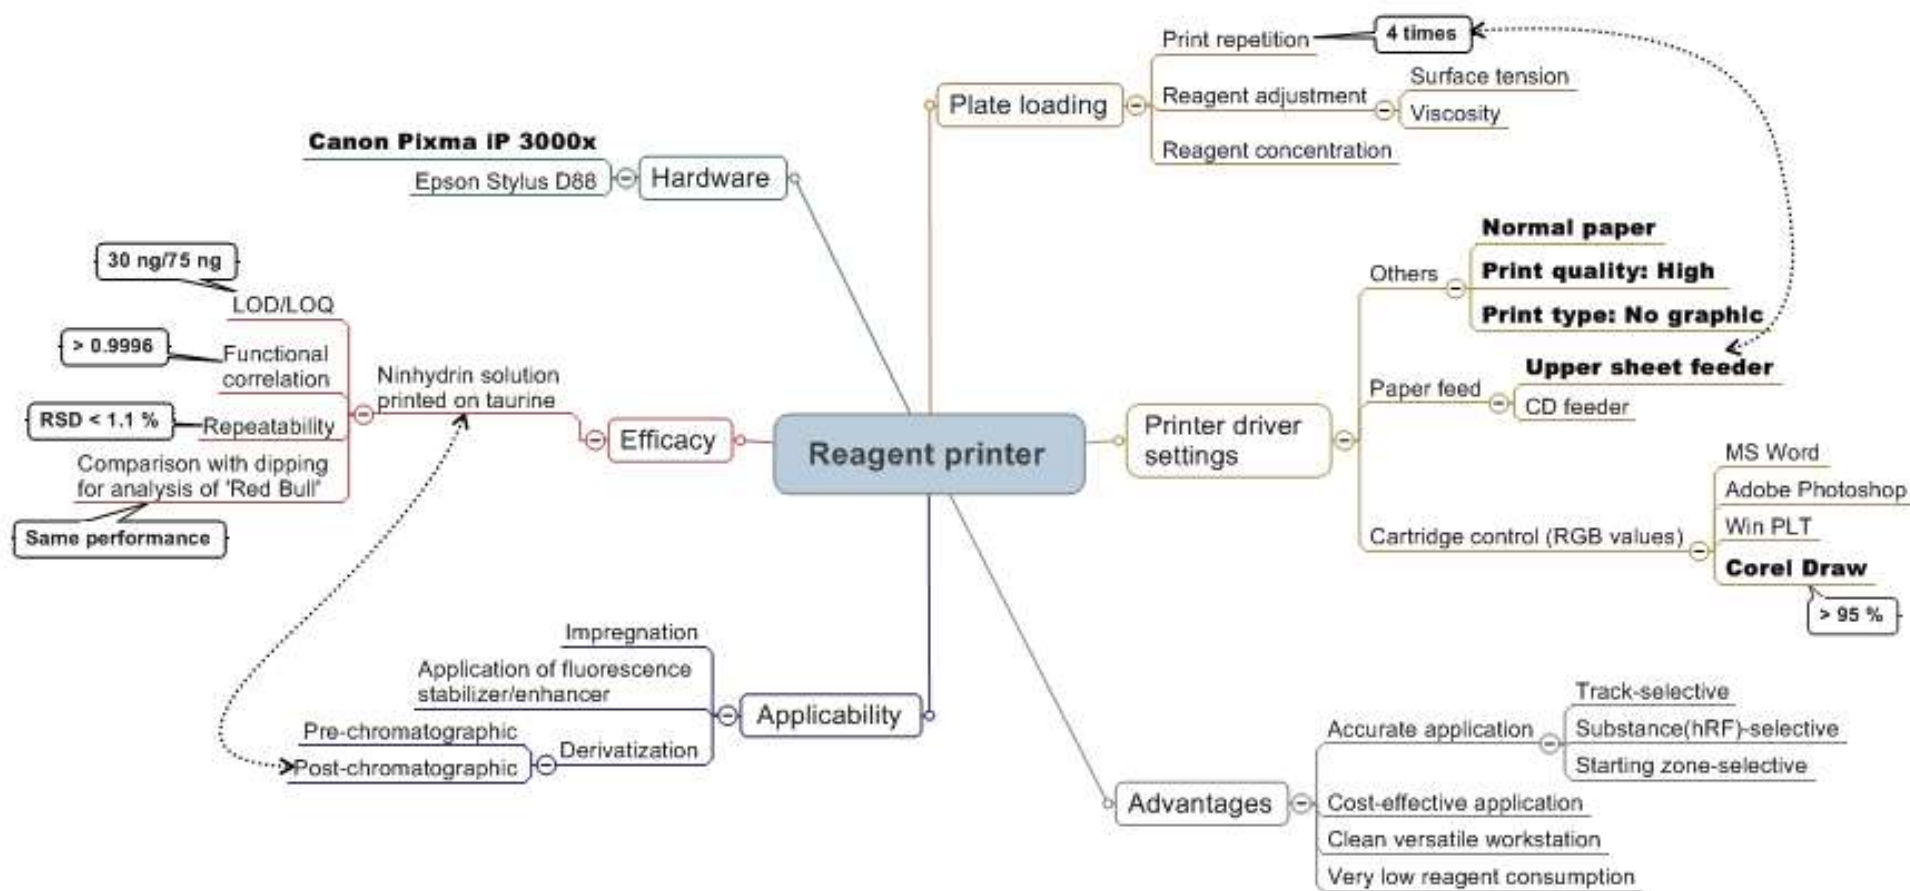 Reagent printer
Hardware
Canon Pixma iP 3000x
Epson Stylus D88
Plate loading
Print repetition
4 times
Reagent adjustment
Surface tension
Viscosity
Reagent concentration
Printer driver
settings
Others
Normal paper
Print quality: High
Print type: No graphic
Paper feed
Upper sheet feeder
CD feeder
Cartridge control (RGB values)
MS Word
Adobe Photoshop
Win PLT
Corel Draw
> 95 %
Advantages
Accurate application
Track-selective
Substance(hRF)-selective
Starting zone-selective
Cost-effective application
Clean versatile workstation
Very low reagent consumption
Applicability
Impregnation
Application of fluorescence
stabilizer/enhancer
Derivatization
Pre-chromatographic
Post-chromatographic
Efficacy
Ninhydrin solution
printed on taurine
30 ng/75 ng
LOD/LOQ
> 0.9996
Functional
correlation
RSD < 1.1 %
Repeatability
Comparison with dipping
for analysis of 'Red Bull'
Same performance